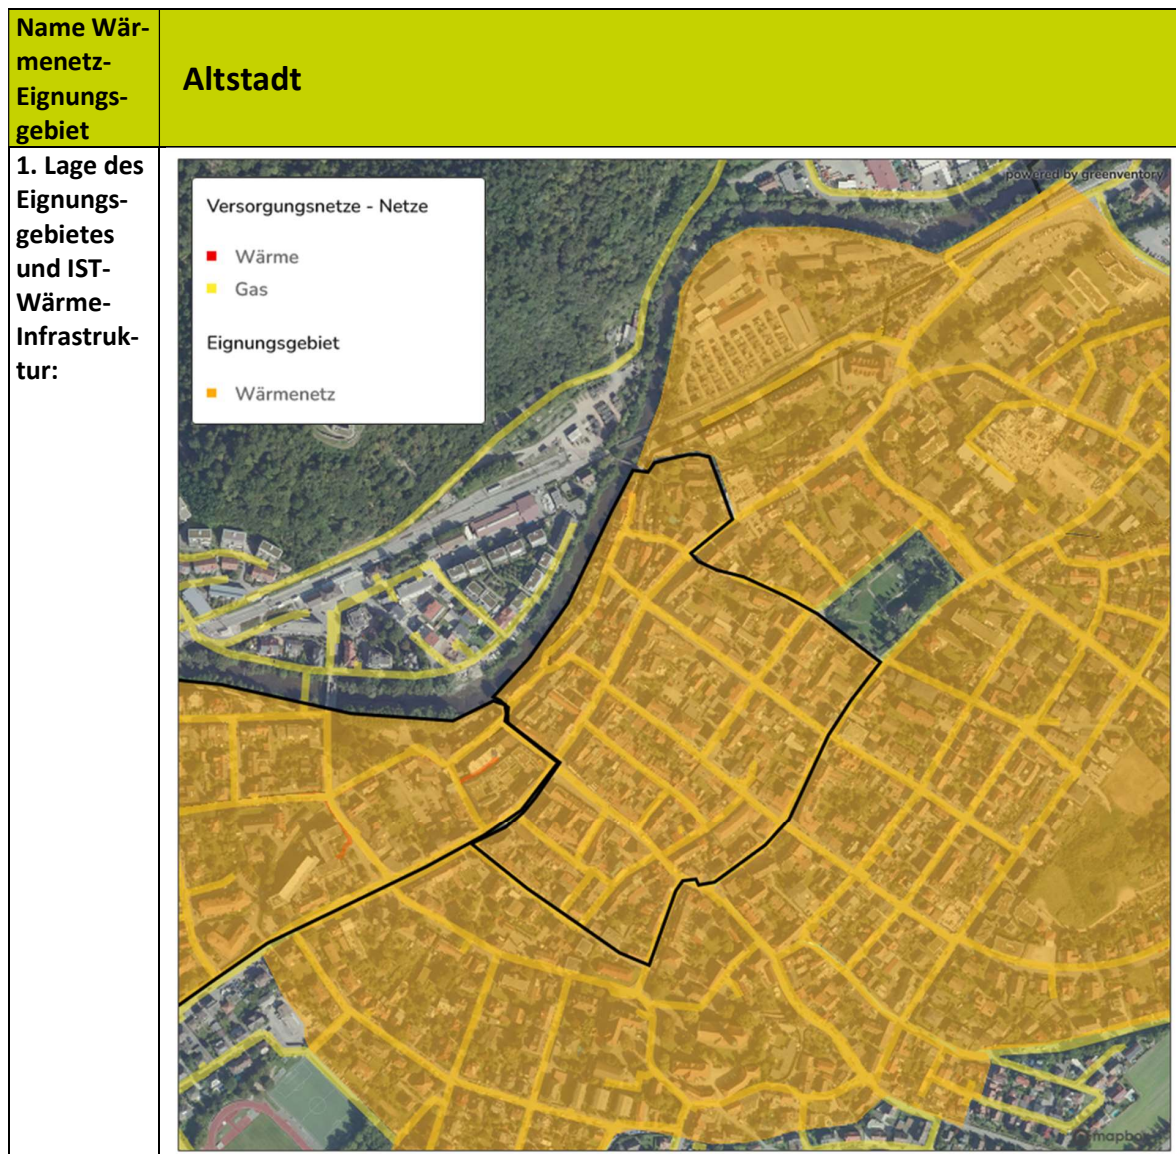 Name Wär-
menetz-
Eignungs-
gebiet
Altstadt
1. Lage des
Eignungs-
gebietes
und IST-
Wärme-
Infrastruk-
tur:
powered by greenventory
Versorgungsnetze - Netze
Wärme
Gas
Eignungsgebiet
Wärmenetz
mapbox